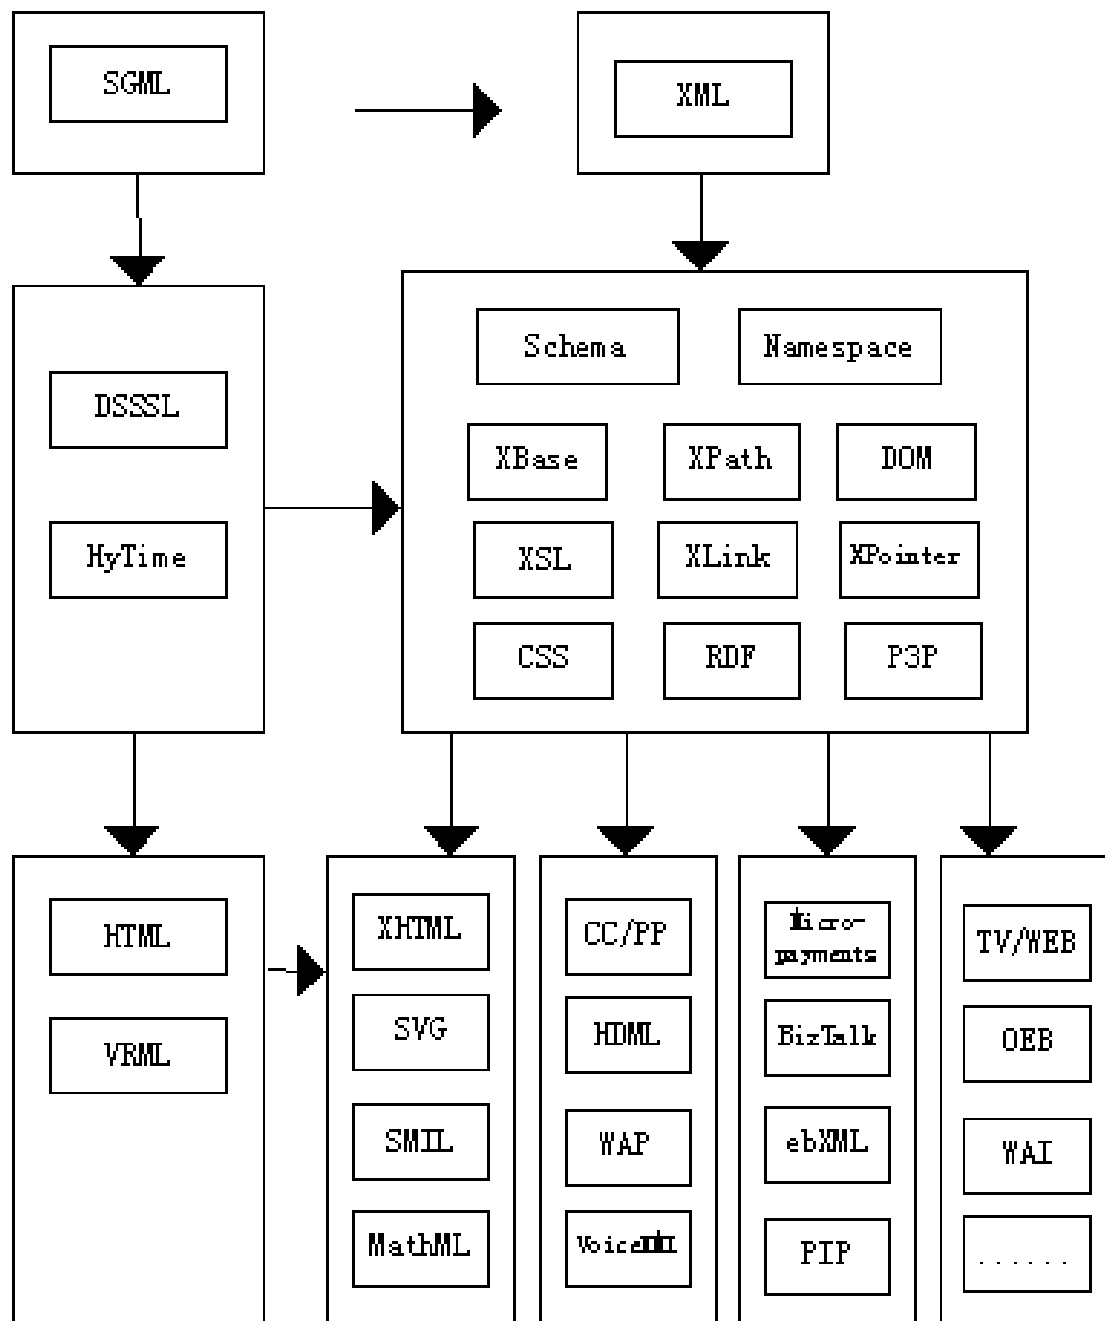 SGML
XML
Schema
Namespace
DSSSL
XBase
XPath
DOM
HyTime
XSL
XLink
XPointer
CSS
RDF
P3P
HTML
XHTML
CC/PP
Micro-
payments
TV/WEB
VRML
SVG
HDML
BizTalk
OEB
SMIL
WAP
ebXML
WAI
MathML
VoiceXML
PIP
......